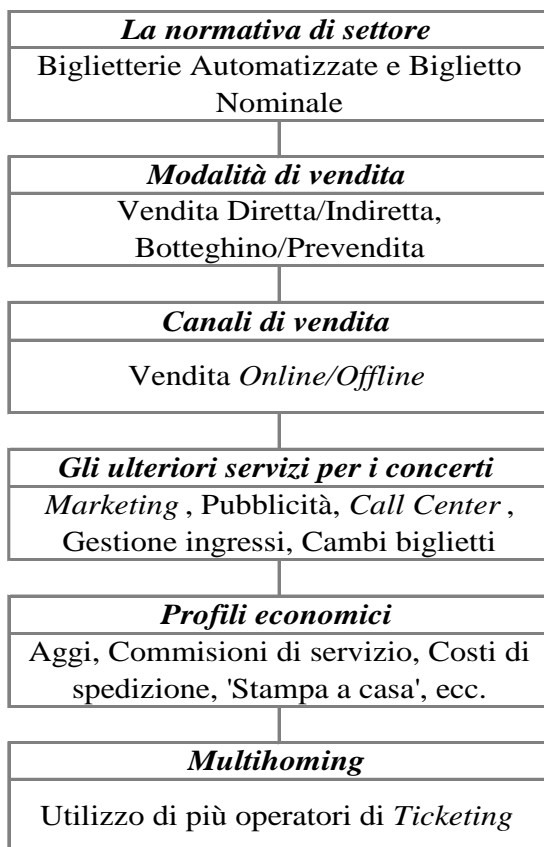 La normativa di settore
Biglietterie Automatizzate e Biglietto
Nominale
Modalità di vendita
Vendita Diretta/Indiretta,
Botteghino/Prevendita
Canali di vendita
Vendita Online/Offline
Gli ulteriori servizi per i concerti
Marketing , Pubblicità, Call Center ,
Gestione ingressi, Cambi biglietti
Profili economici
Aggi, Commisioni di servizio, Costi di
spedizione, 'Stampa a casa', ecc.
Multihoming
Utilizzo di più operatori di Ticketing